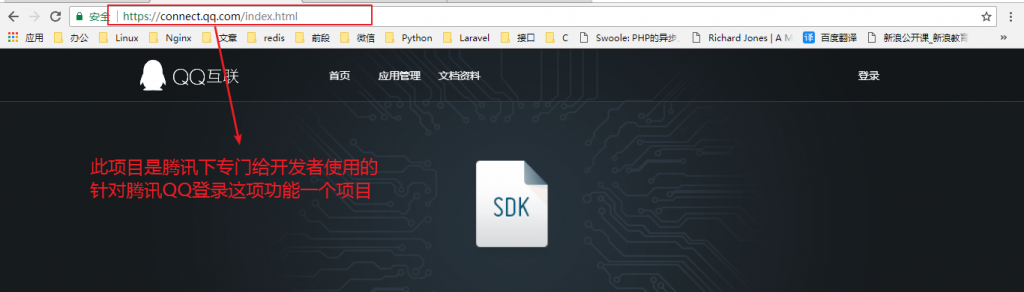 安全 https://connect.qq.com/index.html
应用 办公 Linux Nginx 文章 redis 前段 微信 Python Laravel 接口 C Swoole: PHP的异步 Richard Jones | A M 译 百度翻译 新浪公开课_新浪教育 »
QQ互联 首页 应用管理 文档资料 登录
此项目是腾讯下专门给开发者使用的
针对腾讯QQ登录这项功能一个项目
SDK